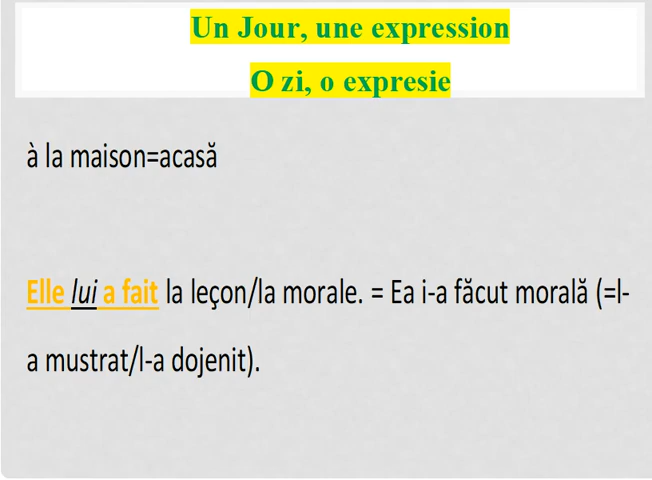 Un Jour, une expression
O zi, o expresie
à la maison=acasă
Elle lui a fait la leçon/la morale. = Ea i-a făcut morală (=l-
a mustrat/l-a dojenit).